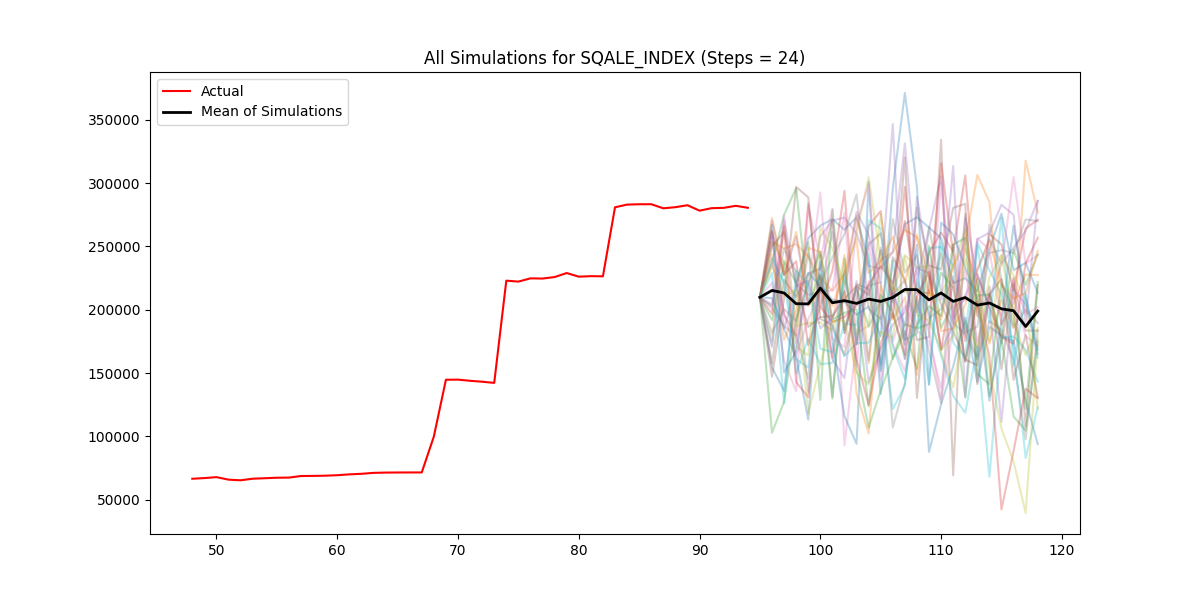 All Simulations for SQALE_INDEX (Steps = 24)
Actual
Mean of Simulations
350000
300000
250000
200000
150000
100000
50000
50 60 70 80 90 100 110 120